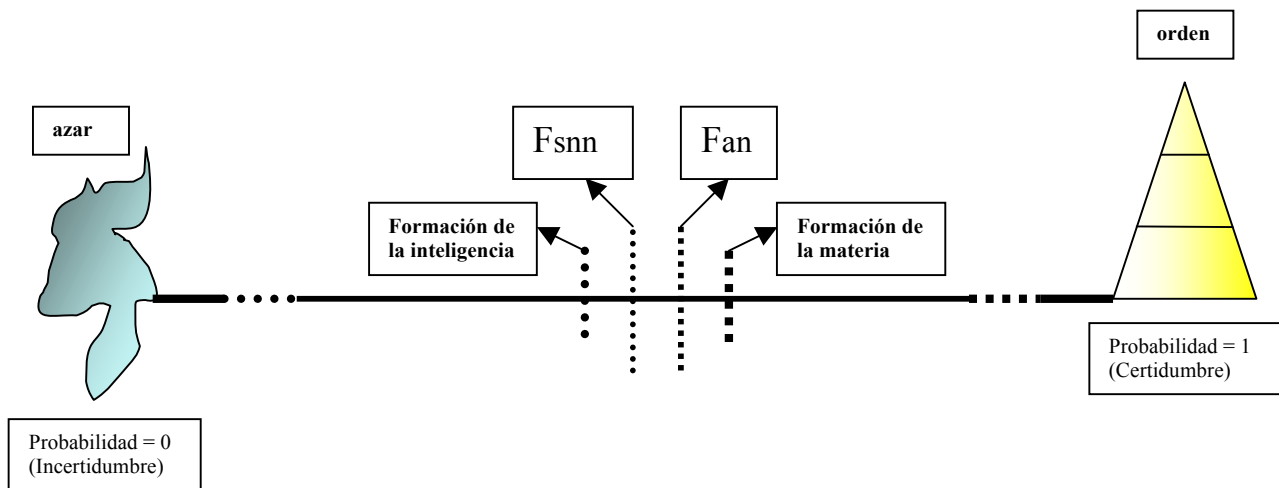 orden
azar
Fsnn
Fan
Formación de
la inteligencia
Formación de
la materia
Probabilidad = 1
(Certidumbre)
Probabilidad = 0
(Incertidumbre)